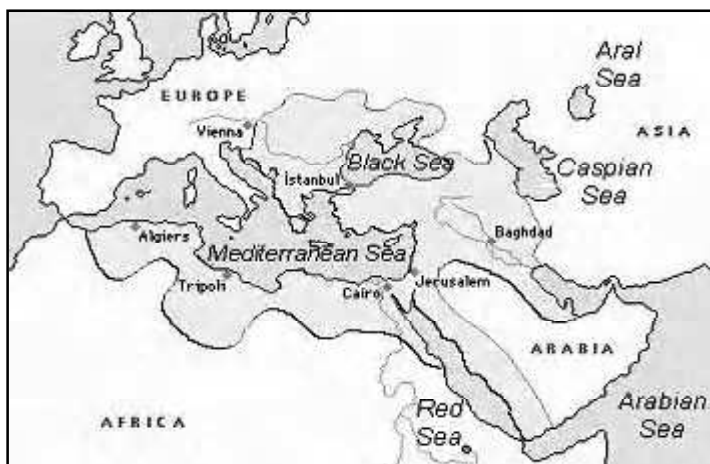 Aral
Sea
EUROPE
ASIA
Vienna
Black Sea
İstanbul
Caspian
Sea
Algiers
Mediterranean Sea
Baghdad
Tripoli
Cairo
Jerusalem
ARABIA
Red
Sea
Arabian
Sea
AFRICA